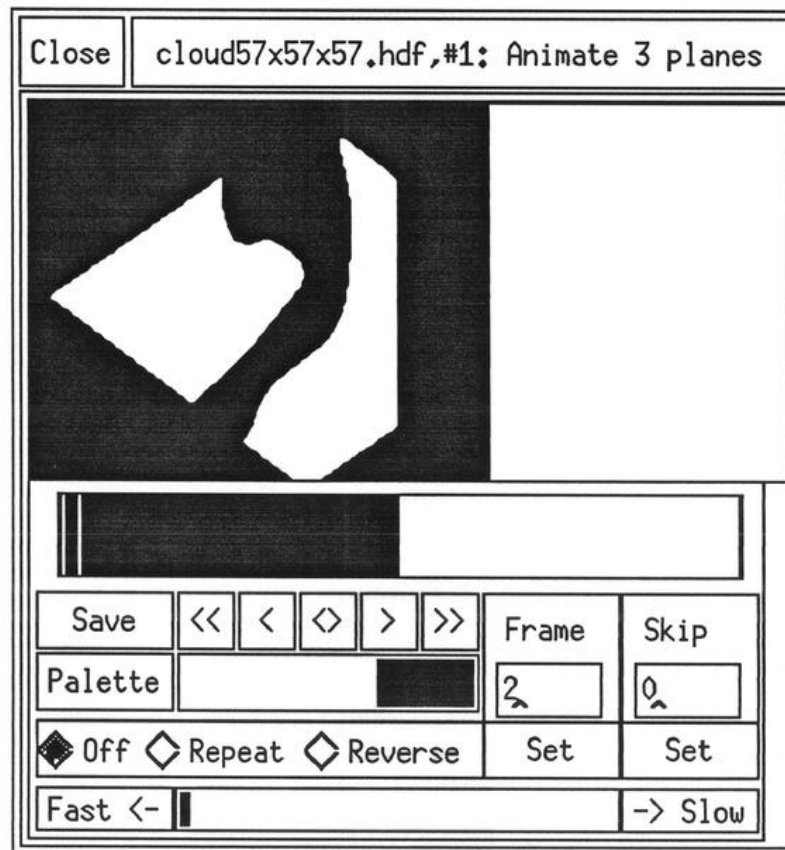 Close cloud57x57x57.hdf,#1: Animate 3 planes
Save << < <> > >> Frame Skip
Palette 2 0
Off Repeat Reverse Set Set
Fast <- -> Slow